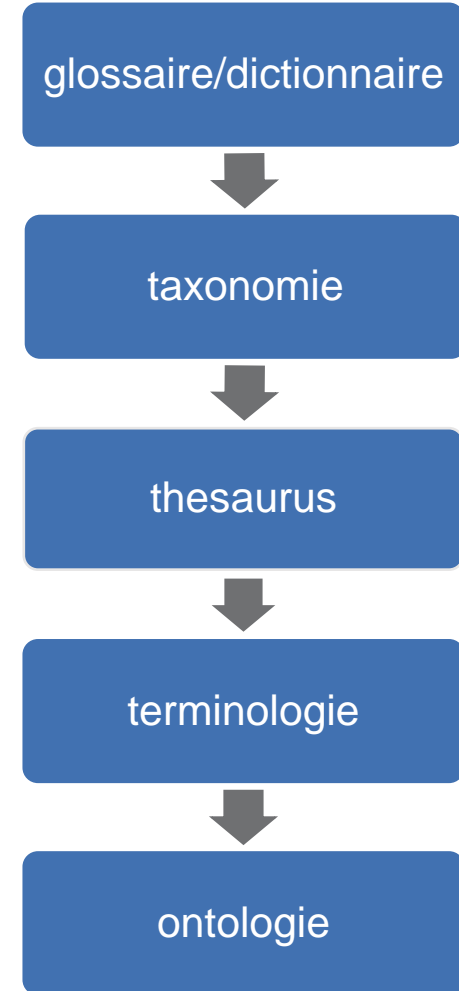 glossaire/dictionnaire
taxonomie
thesaurus
terminologie
ontologie